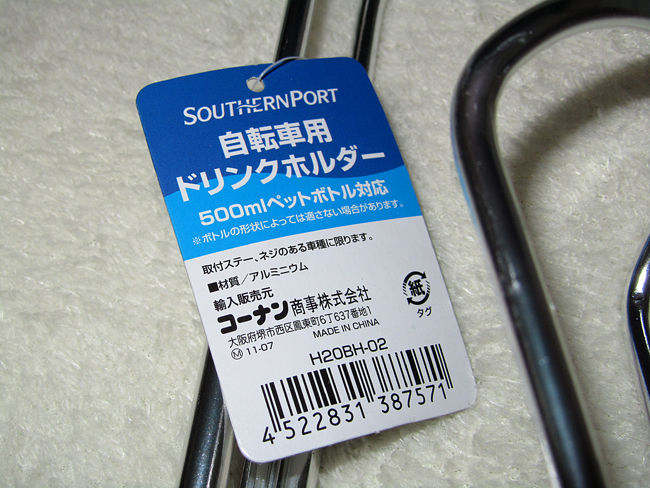 SOUTHERNPORT
自転車用
ドリンクホルダー
500mlペットボトル対応
※ボトルの形状によっては適さない場合があります。
取付ステー、ネジのある車種に限ります。
■材質/アルミニウム
輸入販売元
コーナン商事株式会社
大阪府堺市西区鳳東町6丁637番地1
Ⓜ 11-07 MADE IN CHINA
紙
タグ
H20BH-02
4 522831 387571